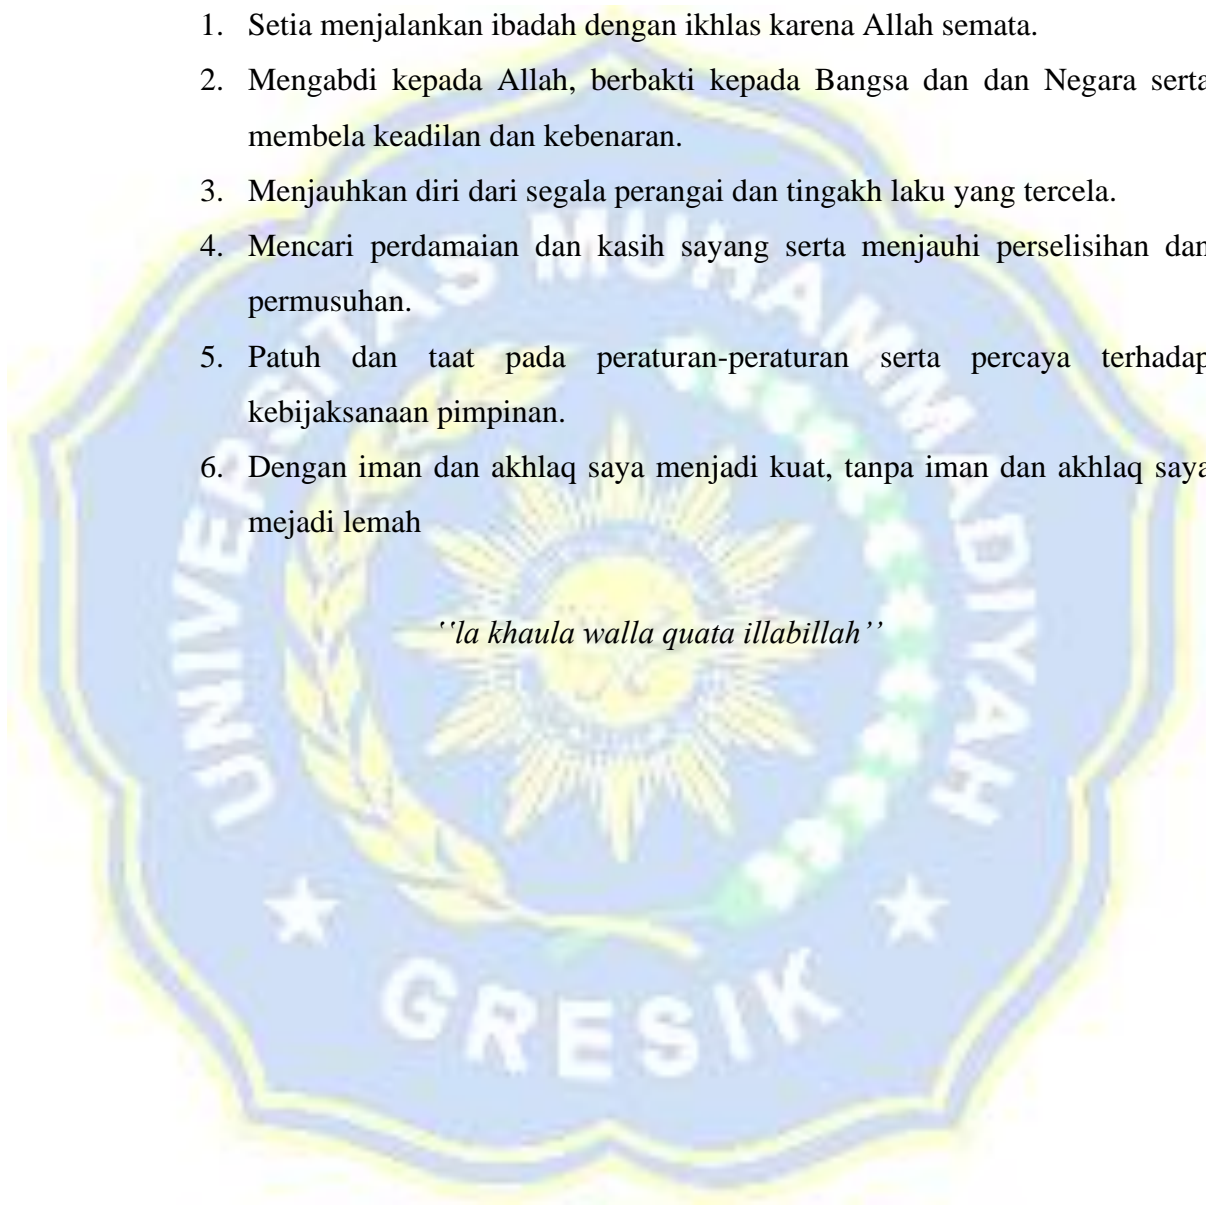 1. Setia menjalankan ibadah dengan ikhlas karena Allah semata.
2. Mengabdi kepada Allah, berbakti kepada Bangsa dan dan Negara serta
membela keadilan dan kebenaran.
3. Menjauhkan diri dari segala perangai dan tingakh laku yang tercela.
4. Mencari perdamaian dan kasih sayang serta menjauhi perselisihan dan
permusuhan.
5. Patuh dan taat pada peraturan-peraturan serta percaya terhadap
kebijaksanaan pimpinan.
6. Dengan iman dan akhlaq saya menjadi kuat, tanpa iman dan akhlaq saya
mejadi lemah
‘‘la khaula walla quata illabillah’’
UNIVERSITAS MUHAMMADIYAH
GRESIK